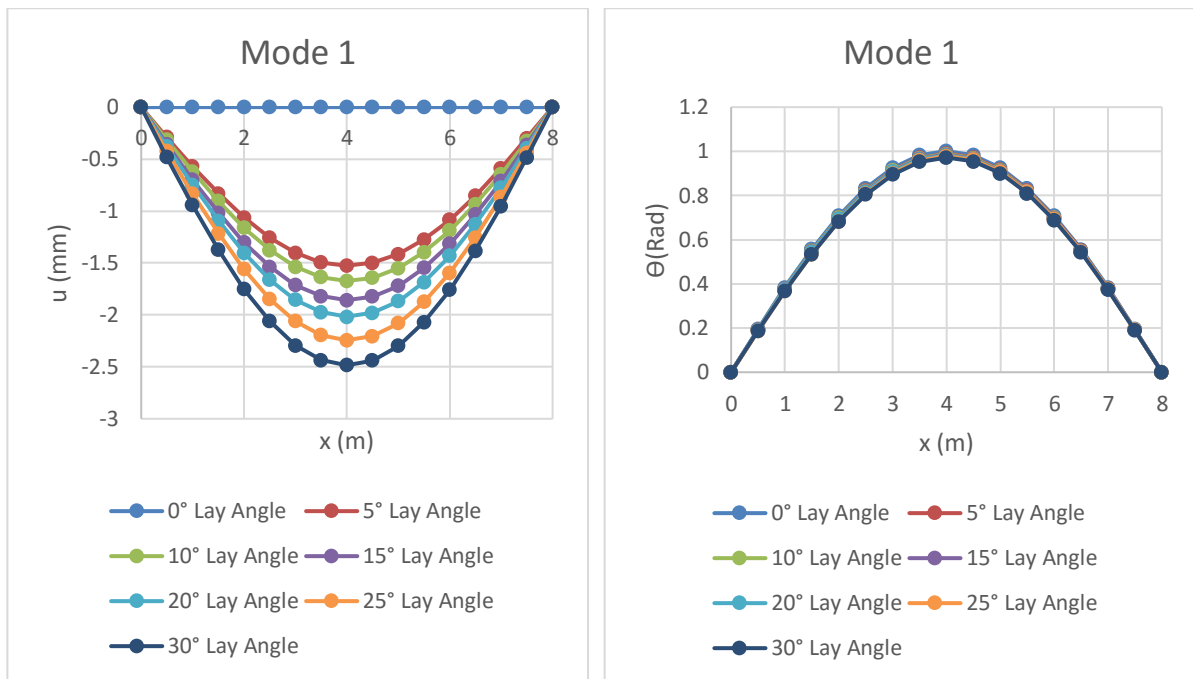 Mode 1
0
-0.5
-1
-1.5
-2
-2.5
-3
0 2 4 6 8
u (mm)
x (m)
0° Lay Angle 5° Lay Angle
10° Lay Angle 15° Lay Angle
20° Lay Angle 25° Lay Angle
30° Lay Angle
Mode 1
1.2
1
0.8
0.6
0.4
0.2
0
0 1 2 3 4 5 6 7 8
Ɵ(Rad)
x (m)
0° Lay Angle 5° Lay Angle
10° Lay Angle 15° Lay Angle
20° Lay Angle 25° Lay Angle
30° Lay Angle